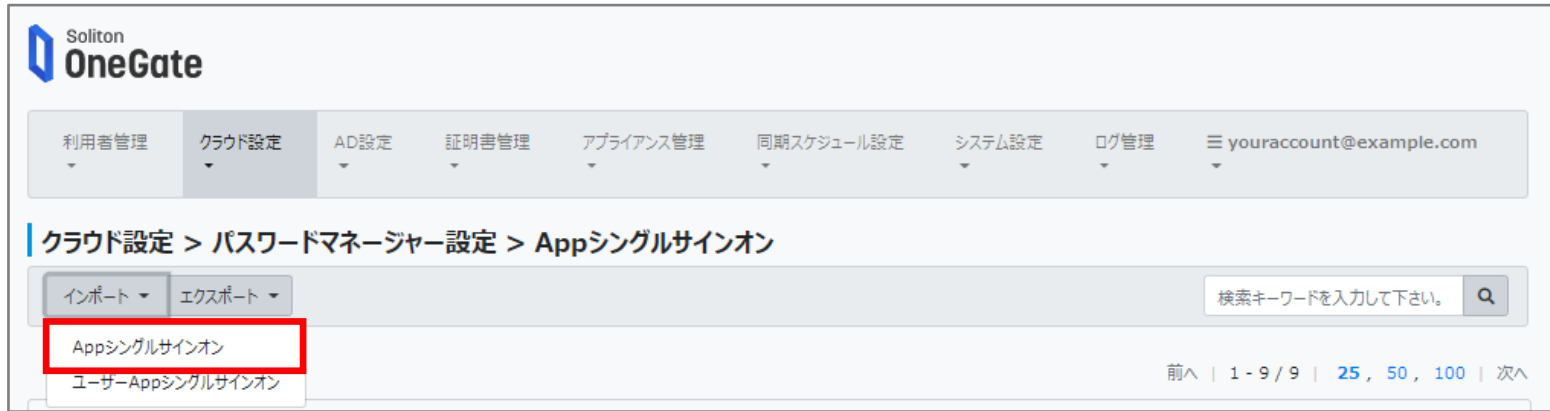 Soliton
OneGate
利用者管理 クラウド設定 AD設定 証明書管理 アプライアンス管理 同期スケジュール設定 システム設定 ログ管理 ☰ youraccount@example.com
クラウド設定 > パスワードマネージャー設定 > Appシングルサインオン
インポート エクスポート 検索キーワードを入力して下さい。
Appシングルサインオン
ユーザーAppシングルサインオン
前へ | 1 - 9 / 9 | 25 , 50 , 100 | 次へ